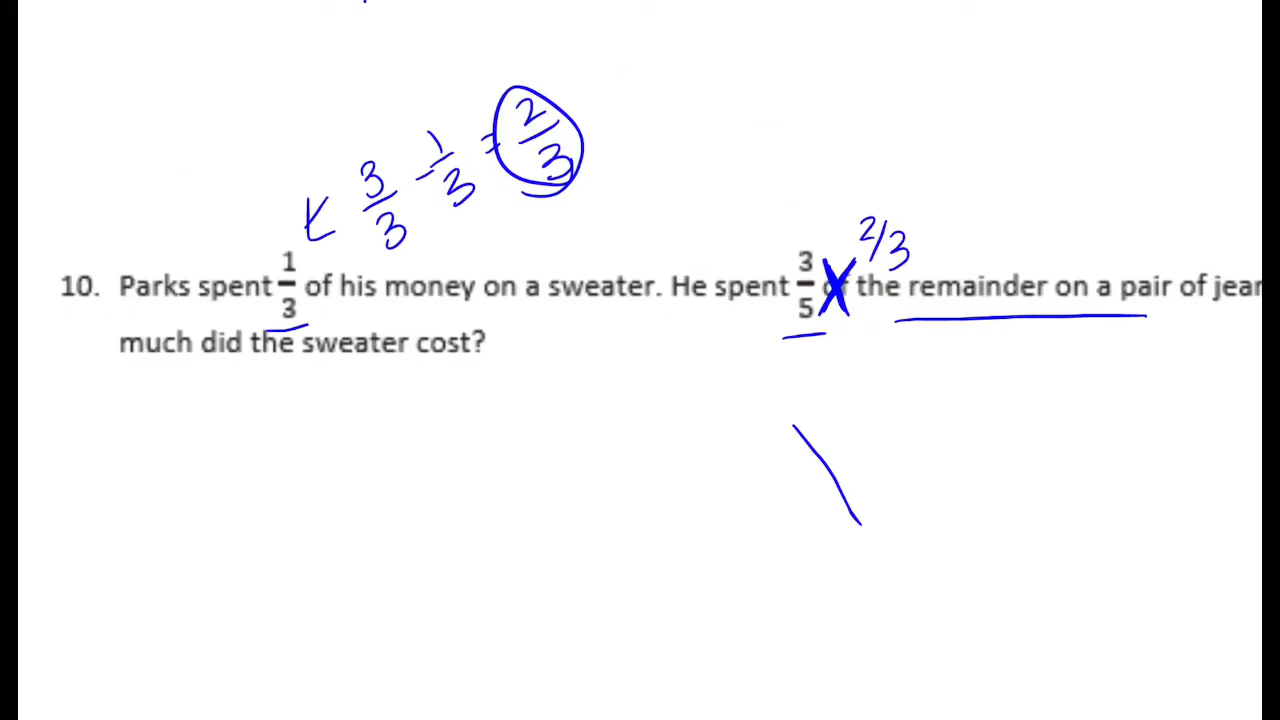 3/3 - 1/3 = 2/3
2/3
10. Parks spent 1/3 of his money on a sweater. He spent 3/5 X the remainder on a pair of jean
much did the sweater cost?